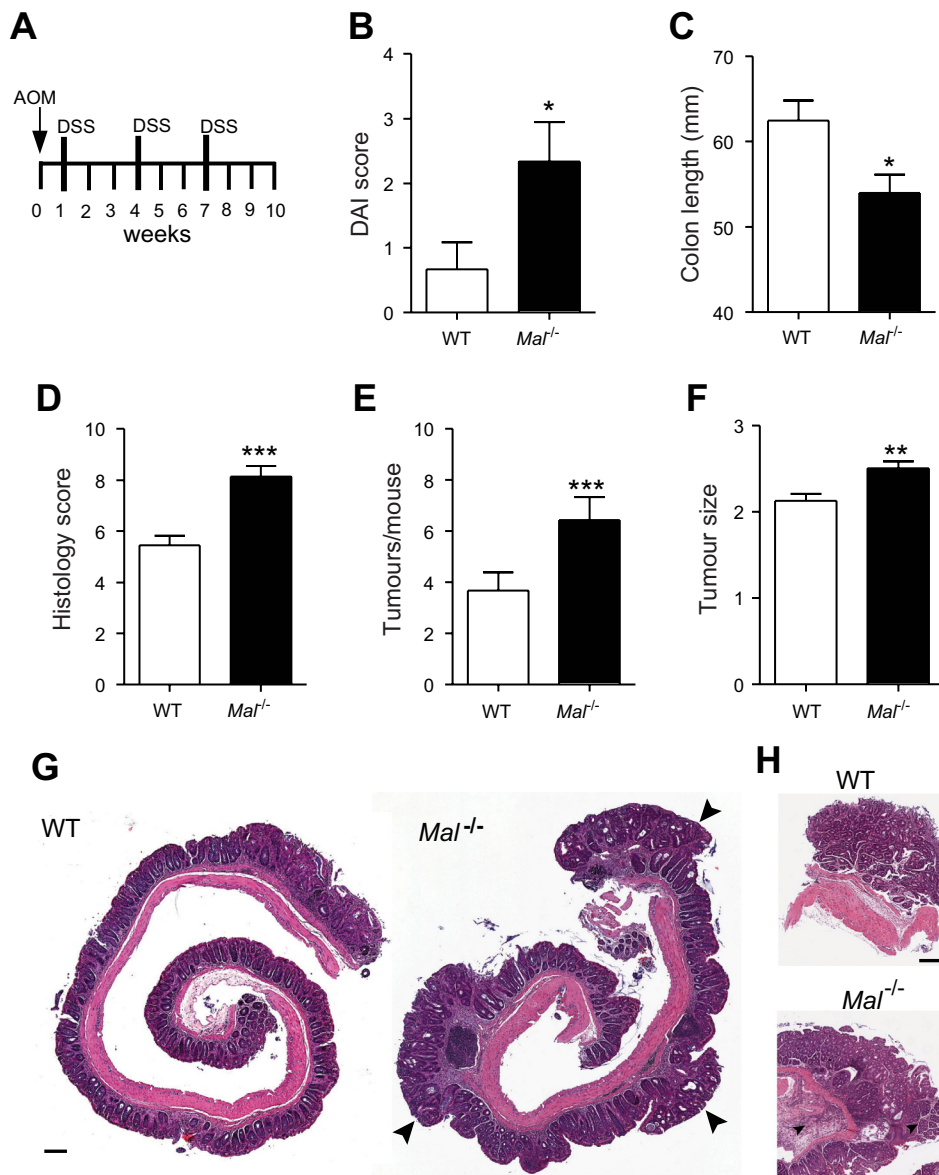 A
AOM
DSS DSS DSS
0 1 2 3 4 5 6 7 8 9 10
weeks
B
DAI score
4
3
2
1
0
*
WT Mal-/-
C
Colon length (mm)
70
60
50
40
*
WT Mal-/-
D
Histology score
10
8
6
4
2
0
***
WT Mal-/-
E
Tumours/mouse
10
8
6
4
2
0
***
WT Mal-/-
F
Tumour size
3
2
1
0
**
WT Mal-/-
G
WT
Mal-/-
H
WT
Mal-/-